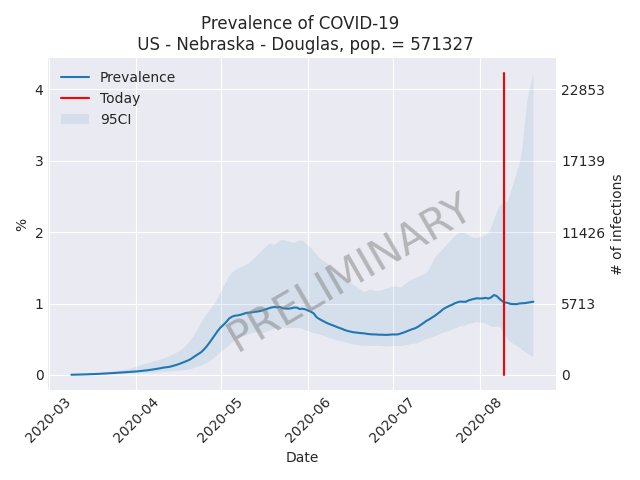 Prevalence of COVID-19
US - Nebraska - Douglas, pop. = 571327
Prevalence
Today
95CI
PRELIMINARY
%
4
3
2
1
0
22853
17139
11426
5713
0
# of infections
2020-03
2020-04
2020-05
2020-06
2020-07
2020-08
Date